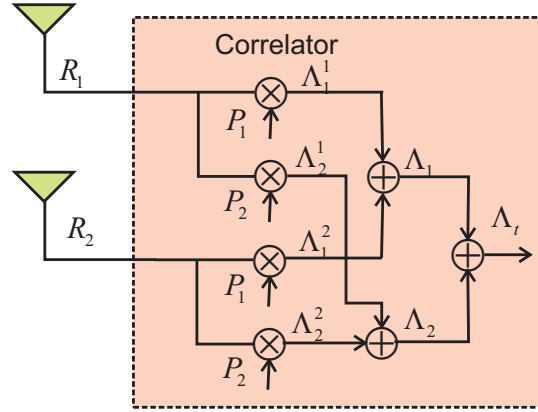 Correlator
R₁
Λ₁¹
P₁
Λ₂¹
Λ₁
P₂
R₂
Λₜ
Λ₁²
P₁
Λ₂²
Λ₂
P₂